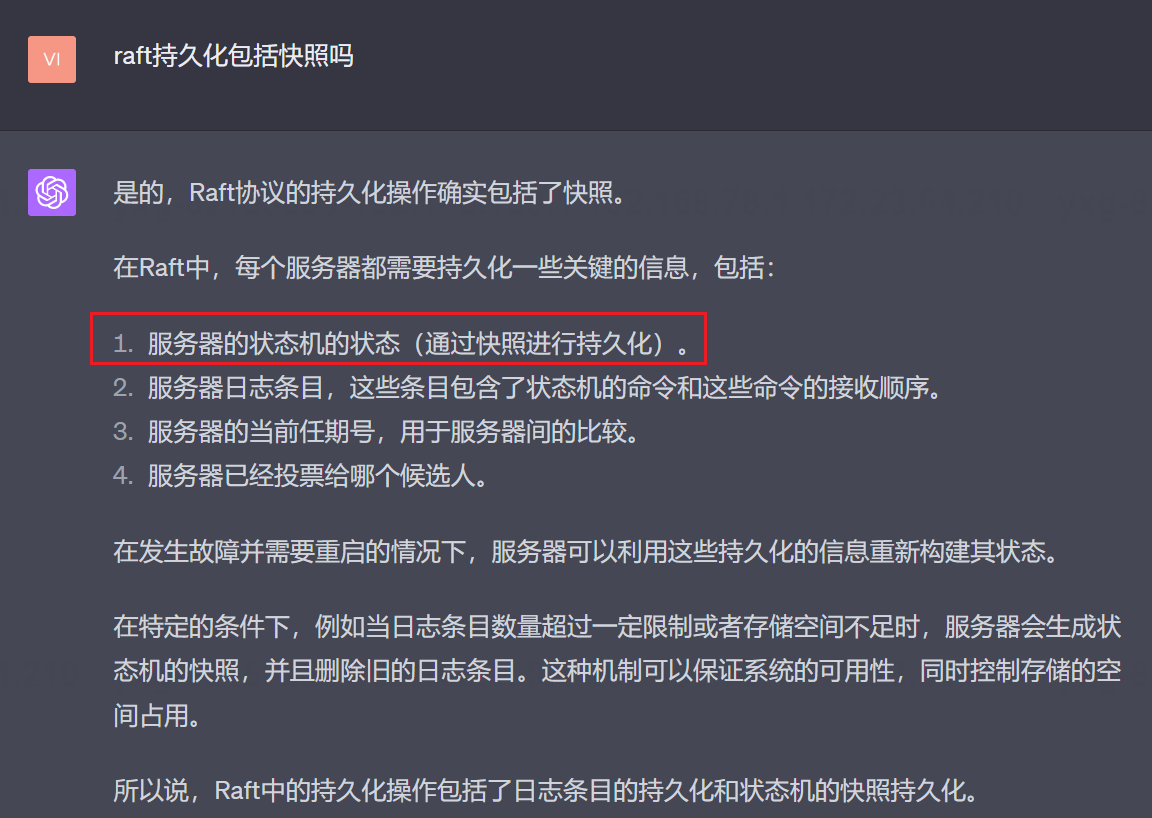 VI
raft持久化包括快照吗
是的，Raft协议的持久化操作确实包括了快照。
在Raft中，每个服务器都需要持久化一些关键的信息，包括：
1. 服务器的状态机的状态（通过快照进行持久化）。
2. 服务器日志条目，这些条目包含了状态机的命令和这些命令的接收顺序。
3. 服务器的当前任期号，用于服务器间的比较。
4. 服务器已经投票给哪个候选人。
在发生故障并需要重启的情况下，服务器可以利用这些持久化的信息重新构建其状态。
在特定的条件下，例如当日志条目数量超过一定限制或者存储空间不足时，服务器会生成状
态机的快照，并且删除旧的日志条目。这种机制可以保证系统的可用性，同时控制存储的空
间占用。
所以说，Raft中的持久化操作包括了日志条目的持久化和状态机的快照持久化。